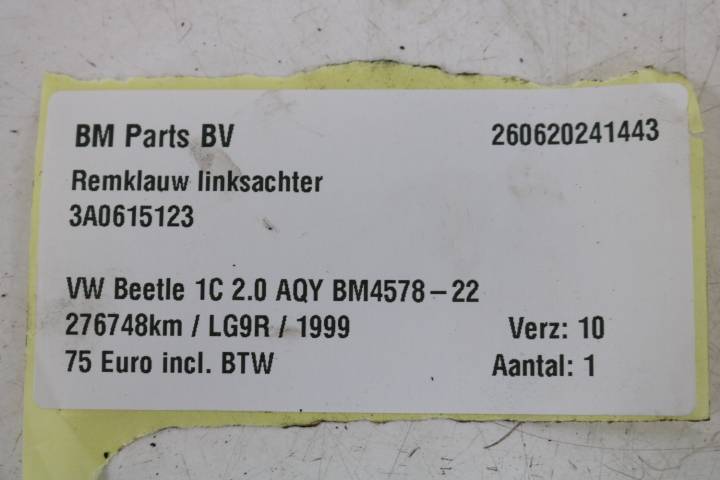 BM Parts BV 260620241443
Remklauw linksachter
3A0615123
VW Beetle 1C 2.0 AQY BM4578-22
276748km / LG9R / 1999 Verz: 10
75 Euro incl. BTW Aantal: 1